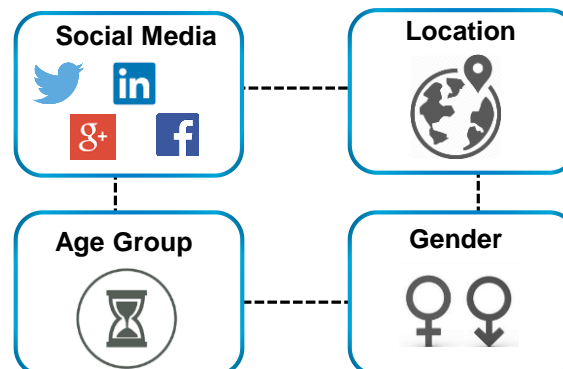 Social Media
Location
in
g+
f
Age Group
Gender